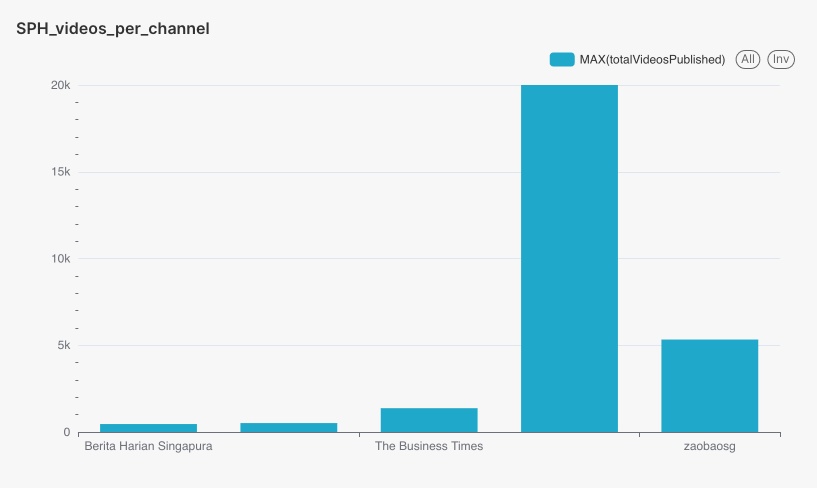 SPH_videos_per_channel
MAX(totalVideosPublished) All Inv
20k
15k
10k
5k
0
Berita Harian Singapura The Business Times zaobaosg